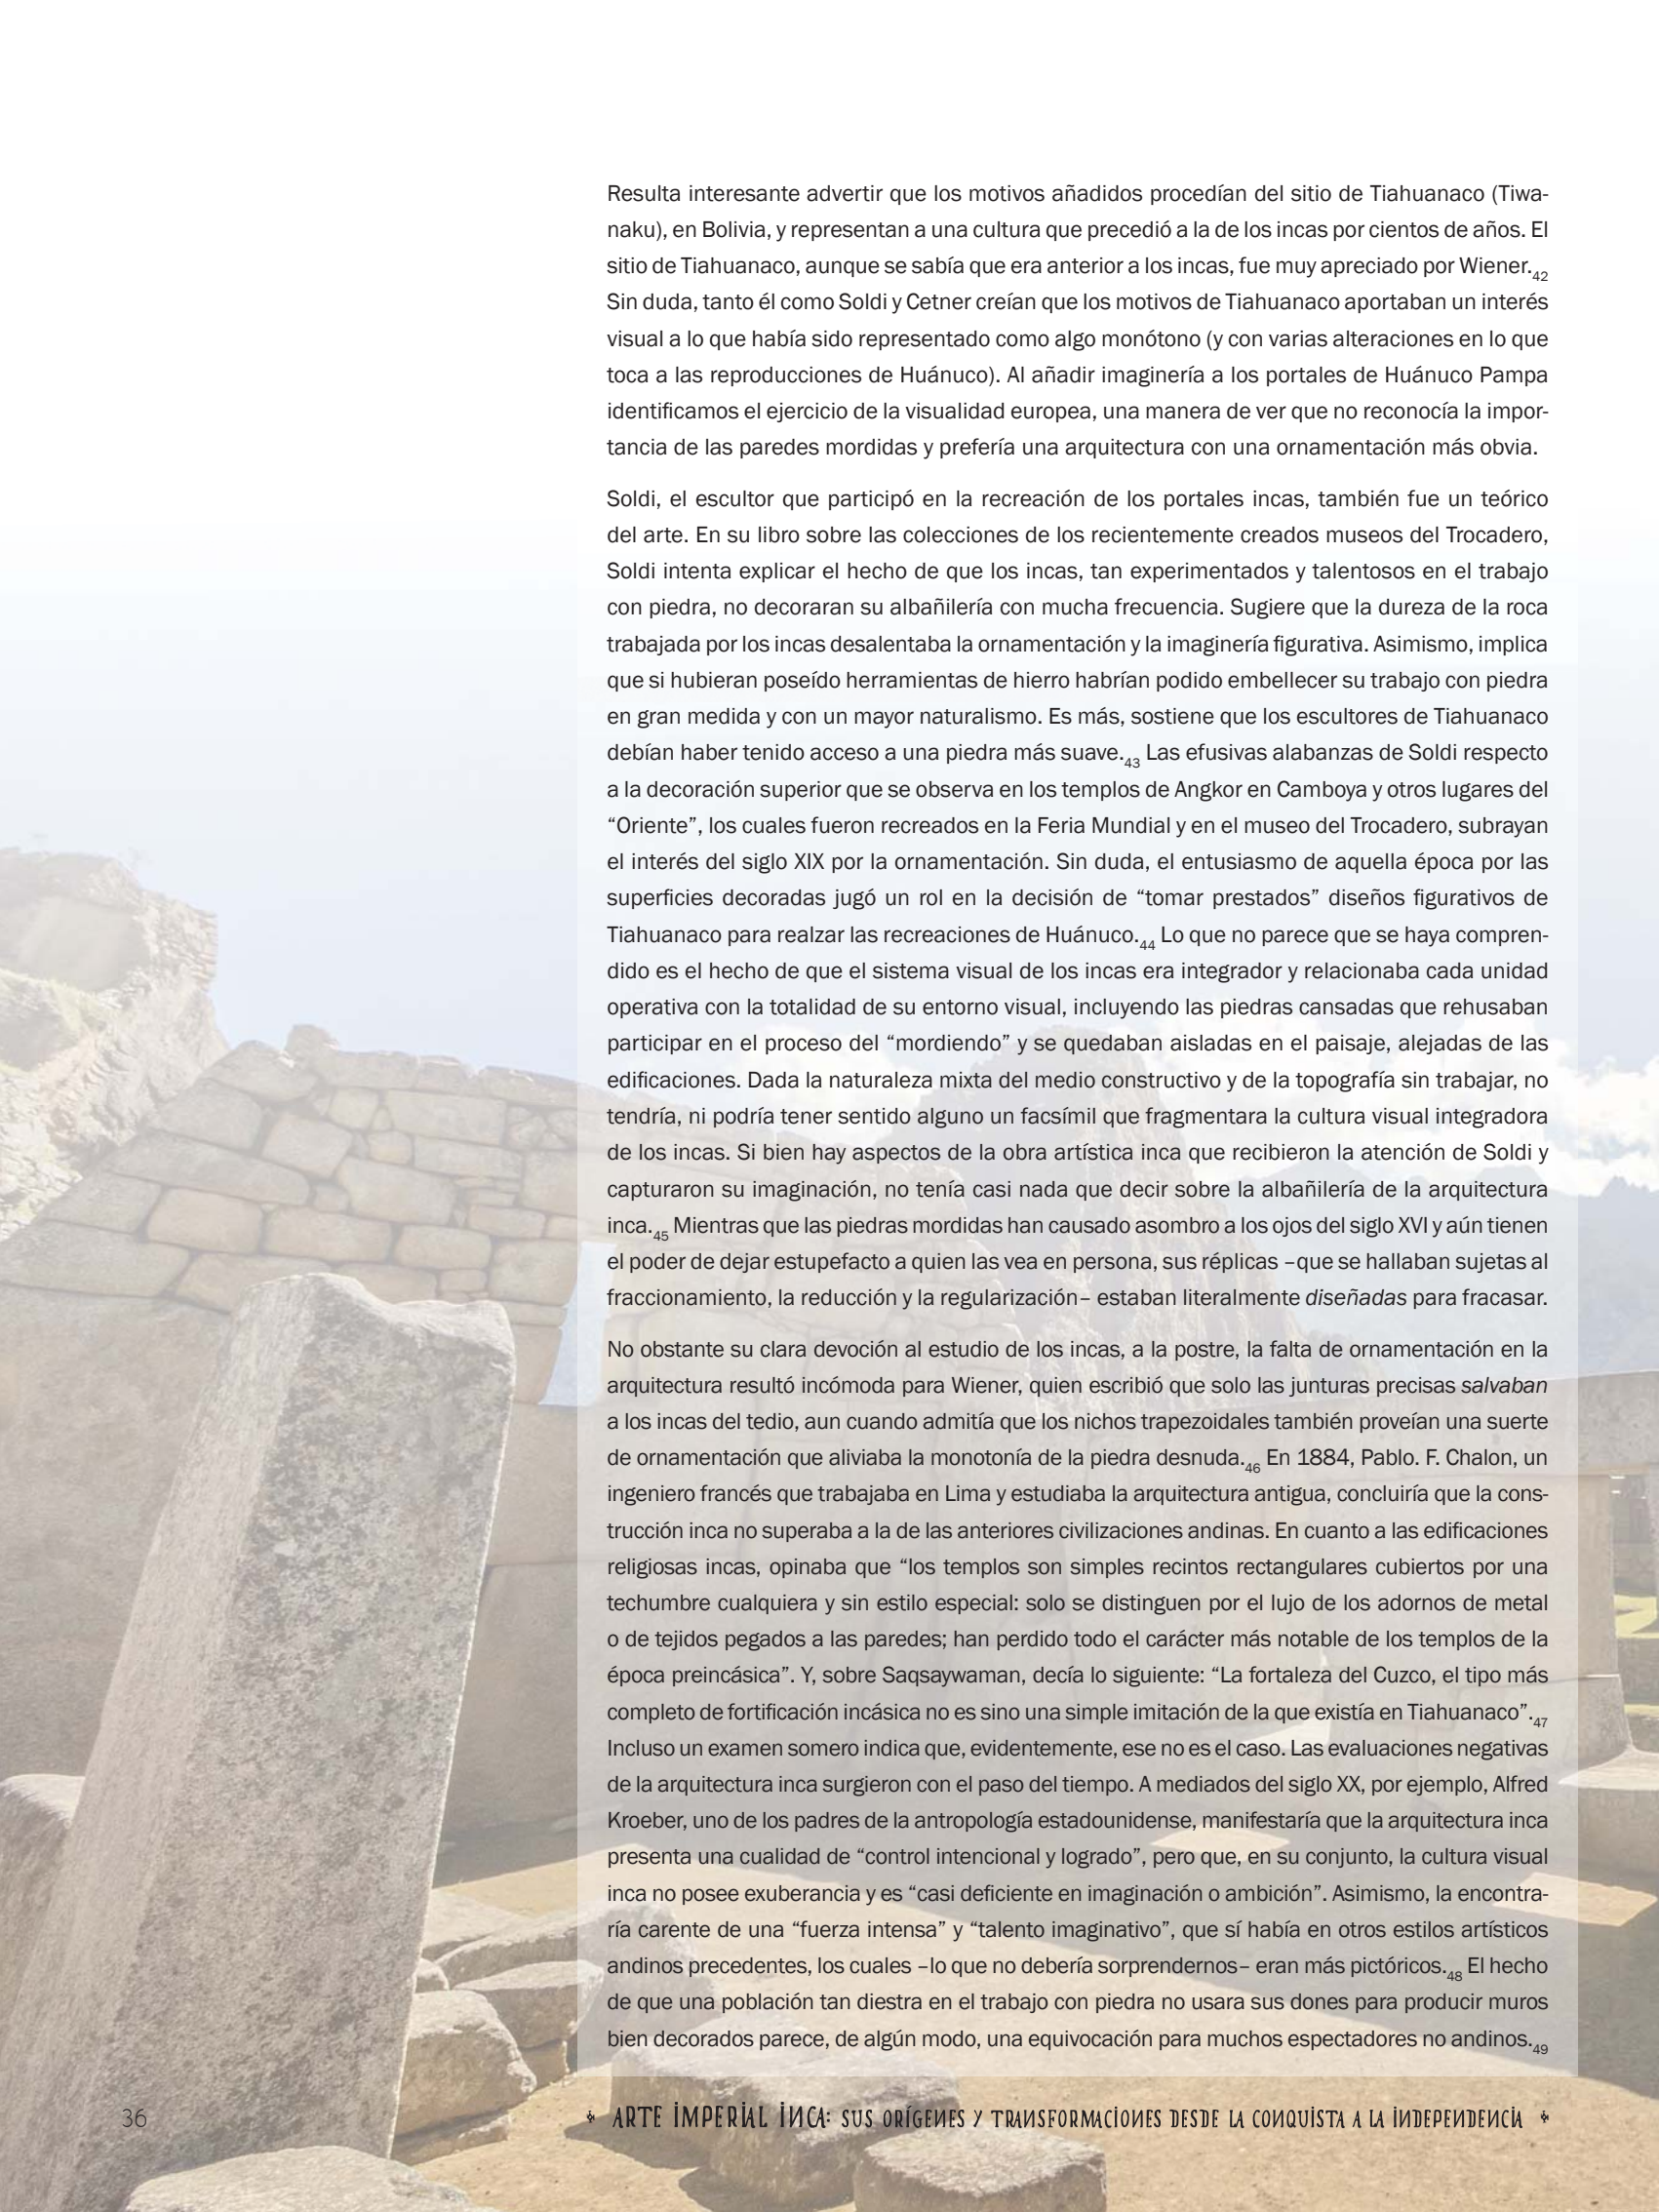 Resulta interesante advertir que los motivos añadidos procedían del sitio de Tiahuanaco (Tiwa-
naku), en Bolivia, y representan a una cultura que precedió a la de los incas por cientos de años. El
sitio de Tiahuanaco, aunque se sabía que era anterior a los incas, fue muy apreciado por Wiener.42
Sin duda, tanto él como Soldi y Cetner creían que los motivos de Tiahuanaco aportaban un interés
visual a lo que había sido representado como algo monótono (y con varias alteraciones en lo que
toca a las reproducciones de Huánuco). Al añadir imaginería a los portales de Huánuco Pampa
identificamos el ejercicio de la visualidad europea, una manera de ver que no reconocía la impor-
tancia de las paredes mordidas y prefería una arquitectura con una ornamentación más obvia.
Soldi, el escultor que participó en la recreación de los portales incas, también fue un teórico
del arte. En su libro sobre las colecciones de los recientemente creados museos del Trocadero,
Soldi intenta explicar el hecho de que los incas, tan experimentados y talentosos en el trabajo
con piedra, no decoraran su albañilería con mucha frecuencia. Sugiere que la dureza de la roca
trabajada por los incas desalentaba la ornamentación y la imaginería figurativa. Asimismo, implica
que si hubieran poseído herramientas de hierro habrían podido embellecer su trabajo con piedra
en gran medida y con un mayor naturalismo. Es más, sostiene que los escultores de Tiahuanaco
debían haber tenido acceso a una piedra más suave.43 Las efusivas alabanzas de Soldi respecto
a la decoración superior que se observa en los templos de Angkor en Camboya y otros lugares del
“Oriente”, los cuales fueron recreados en la Feria Mundial y en el museo del Trocadero, subrayan
el interés del siglo XIX por la ornamentación. Sin duda, el entusiasmo de aquella época por las
superficies decoradas jugó un rol en la decisión de “tomar prestados” diseños figurativos de
Tiahuanaco para realzar las recreaciones de Huánuco.44 Lo que no parece que se haya compren-
dido es el hecho de que el sistema visual de los incas era integrador y relacionaba cada unidad
operativa con la totalidad de su entorno visual, incluyendo las piedras cansadas que rehusaban
participar en el proceso del “mordiendo” y se quedaban aisladas en el paisaje, alejadas de las
edificaciones. Dada la naturaleza mixta del medio constructivo y de la topografía sin trabajar, no
tendría, ni podría tener sentido alguno un facsímil que fragmentara la cultura visual integradora
de los incas. Si bien hay aspectos de la obra artística inca que recibieron la atención de Soldi y
capturaron su imaginación, no tenía casi nada que decir sobre la albañilería de la arquitectura
inca.45 Mientras que las piedras mordidas han causado asombro a los ojos del siglo XVI y aún tienen
el poder de dejar estupefacto a quien las vea en persona, sus réplicas –que se hallaban sujetas al
fraccionamiento, la reducción y la regularización– estaban literalmente diseñadas para fracasar.
No obstante su clara devoción al estudio de los incas, a la postre, la falta de ornamentación en la
arquitectura resultó incómoda para Wiener, quien escribió que solo las junturas precisas salvaban
a los incas del tedio, aun cuando admitía que los nichos trapezoidales también proveían una suerte
de ornamentación que aliviaba la monotonía de la piedra desnuda.46 En 1884, Pablo. F. Chalon, un
ingeniero francés que trabajaba en Lima y estudiaba la arquitectura antigua, concluiría que la cons-
trucción inca no superaba a la de las anteriores civilizaciones andinas. En cuanto a las edificaciones
religiosas incas, opinaba que “los templos son simples recintos rectangulares cubiertos por una
techumbre cualquiera y sin estilo especial: solo se distinguen por el lujo de los adornos de metal
o de tejidos pegados a las paredes; han perdido todo el carácter más notable de los templos de la
época preincásica”. Y, sobre Saqsaywaman, decía lo siguiente: “La fortaleza del Cuzco, el tipo más
completo de fortificación incásica no es sino una simple imitación de la que existía en Tiahuanaco”.47
Incluso un examen somero indica que, evidentemente, ese no es el caso. Las evaluaciones negativas
de la arquitectura inca surgieron con el paso del tiempo. A mediados del siglo XX, por ejemplo, Alfred
Kroeber, uno de los padres de la antropología estadounidense, manifestaría que la arquitectura inca
presenta una cualidad de “control intencional y logrado”, pero que, en su conjunto, la cultura visual
inca no posee exuberancia y es “casi deficiente en imaginación o ambición”. Asimismo, la encontra-
ría carente de una “fuerza intensa” y “talento imaginativo”, que sí había en otros estilos artísticos
andinos precedentes, los cuales –lo que no debería sorprendernos– eran más pictóricos.48 El hecho
de que una población tan diestra en el trabajo con piedra no usara sus dones para producir muros
bien decorados parece, de algún modo, una equivocación para muchos espectadores no andinos.49
36
ARTE IMPERIAL INCA: SUS ORÍGENES Y TRANSFORMACIONES DESDE LA CONQUISTA A LA INDEPENDENCIA